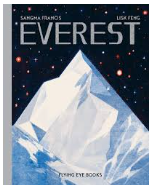 SANGMA FRANCIS LISK FENG
EVEREST
FLYING EYE BOOKS